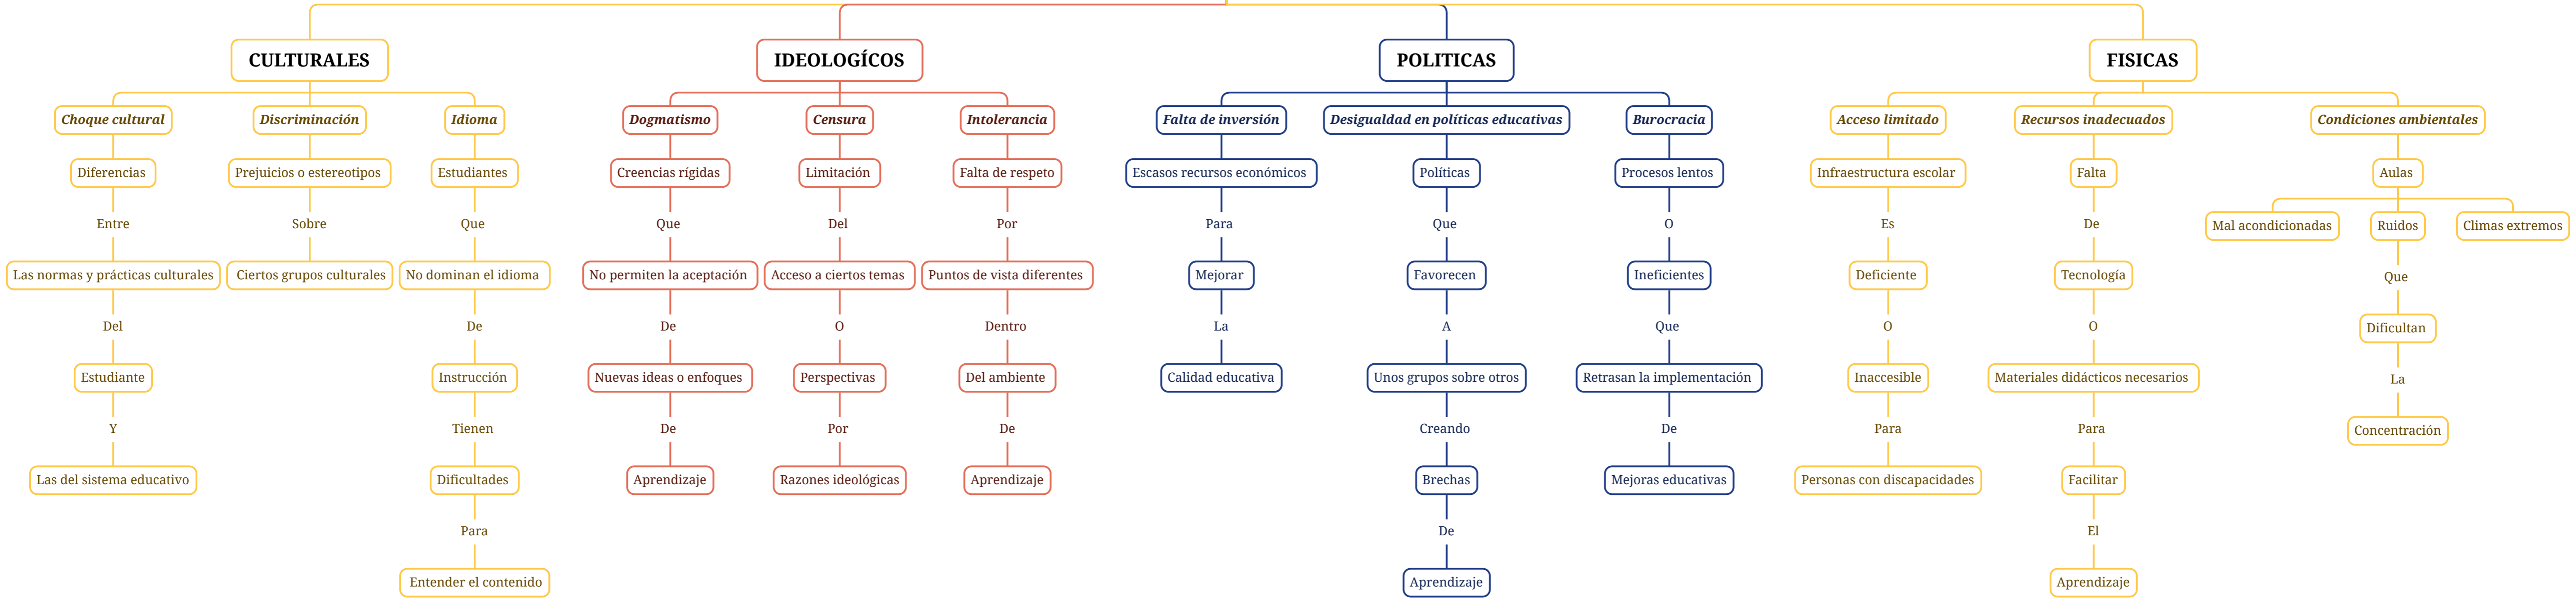 CULTURALES
Choque cultural
Diferencias
Entre
Las normas y prácticas culturales
Del
Estudiante
Y
Las del sistema educativo
Discriminación
Prejuicios o estereotipos
Sobre
Ciertos grupos culturales
Idioma
Estudiantes
Que
No dominan el idioma
De
Instrucción
Tienen
Dificultades
Para
Entender el contenido
IDEOLOGÍCOS
Dogmatismo
Creencias rígidas
Que
No permiten la aceptación
De
Nuevas ideas o enfoques
De
Aprendizaje
Censura
Limitación
Del
Acceso a ciertos temas
O
Perspectivas
Por
Razones ideológicas
Intolerancia
Falta de respeto
Por
Puntos de vista diferentes
Dentro
Del ambiente
De
Aprendizaje
POLITICAS
Falta de inversión
Escasos recursos económicos
Para
Mejorar
La
Calidad educativa
Desigualdad en políticas educativas
Políticas
Que
Favorecen
A
Unos grupos sobre otros
Creando
Brechas
De
Aprendizaje
Burocracia
Procesos lentos
O
Ineficientes
Que
Retrasan la implementación
De
Mejoras educativas
FISICAS
Acceso limitado
Infraestructura escolar
Es
Deficiente
O
Inaccesible
Para
Personas con discapacidades
Recursos inadecuados
Falta
De
Tecnología
O
Materiales didácticos necesarios
Para
Facilitar
El
Aprendizaje
Condiciones ambientales
Aulas
Mal acondicionadas
Ruidos
Climas extremos
Que
Dificultan
La
Concentración